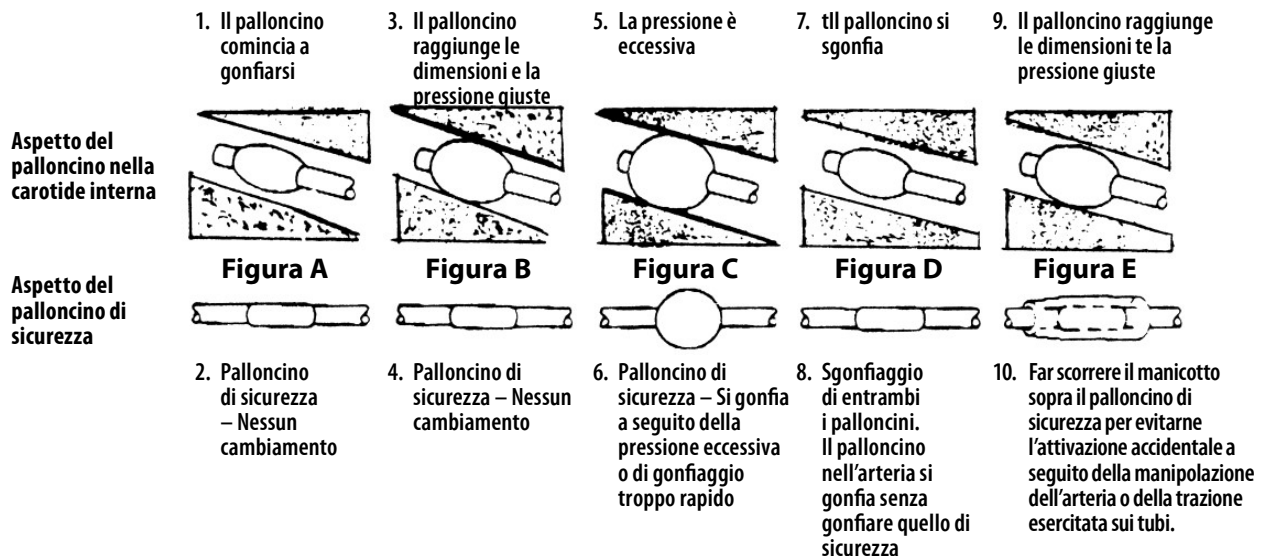 1. Il palloncino
comincia a
gonfiarsi
3. Il palloncino
raggiunge le
dimensioni e la
pressione giuste
5. La pressione è
eccessiva
7. tIl palloncino si
sgonfia
9. Il palloncino raggiunge
le dimensioni te la
pressione giuste
Aspetto del
palloncino nella
carotide interna
Figura A
Figura B
Figura C
Figura D
Figura E
Aspetto del
palloncino di
sicurezza
2. Palloncino
di sicurezza
– Nessun
cambiamento
4. Palloncino di
sicurezza – Nessun
cambiamento
6. Palloncino di
sicurezza – Si gonfia
a seguito della
pressione eccessiva
o di gonfiaggio
troppo rapido
8. Sgonfiaggio
di entrambi
i palloncini.
Il palloncino
nell’arteria si
gonfia senza
gonfiare quello di
sicurezza
10. Far scorrere il manicotto
sopra il palloncino di
sicurezza per evitarne
l’attivazione accidentale a
seguito della manipolazione
dell’arteria o della trazione
esercitata sui tubi.